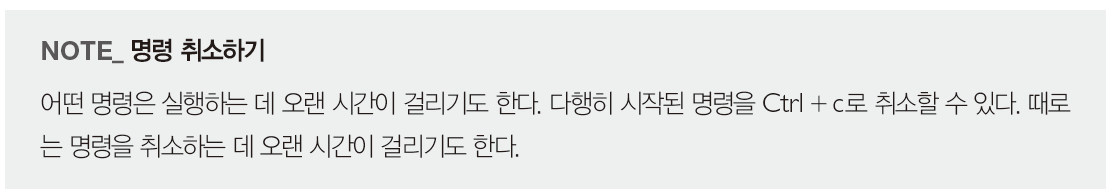 NOTE_ 명령 취소하기
어떤 명령은 실행하는 데 오랜 시간이 걸리기도 한다. 다행히 시작된 명령을 Ctrl + c로 취소할 수 있다. 때로
는 명령을 취소하는 데 오랜 시간이 걸리기도 한다.